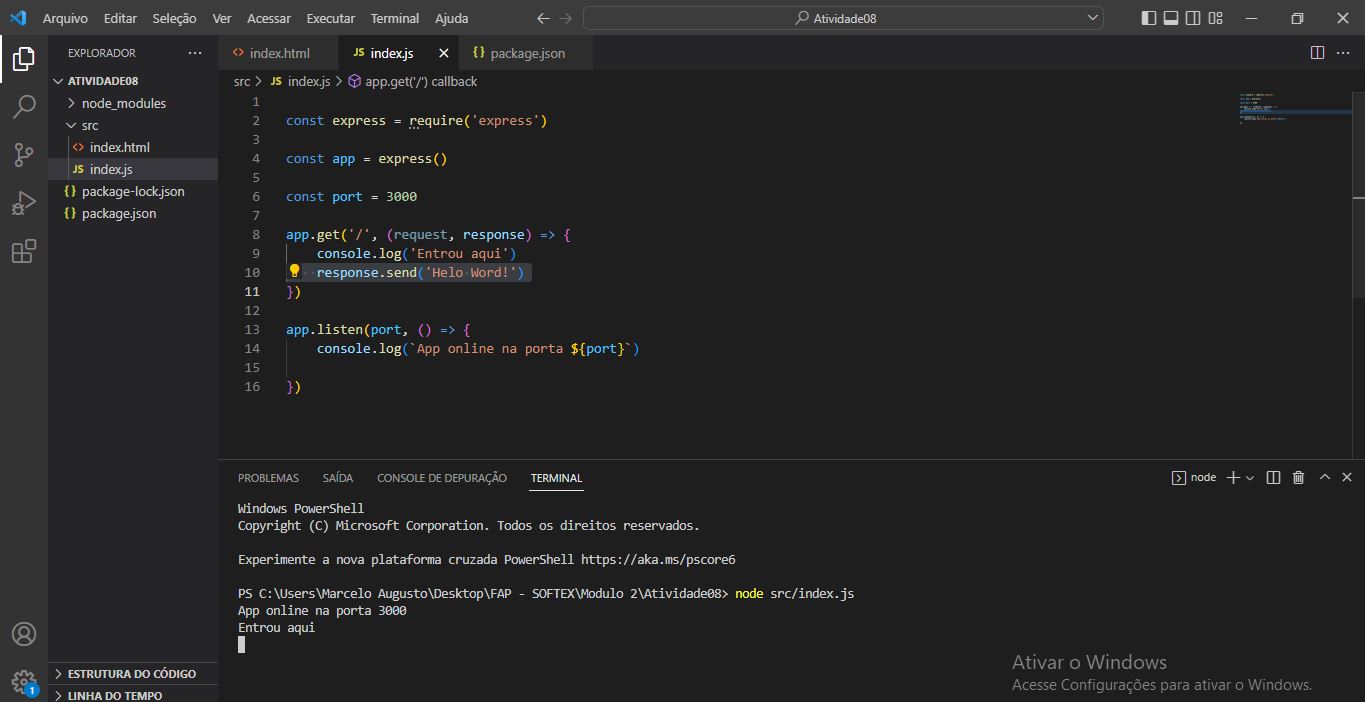 Arquivo Editar Seleção Ver Acessar Executar Terminal Ajuda Atividade08
EXPLORADOR
ATIVIDADE08
node_modules
src
<> index.html
JS index.js
{} package-lock.json
{} package.json
ESTRUTURA DO CÓDIGO
LINHA DO TEMPO
1
<> index.html JS index.js {} package.json
src > JS index.js > app.get('/') callback
1
2 const express = require('express')
3
4 const app = express()
5
6 const port = 3000
7
8 app.get('/', (request, response) => {
9 console.log('Entrou aqui')
10 response.send('Helo Word!')
11 })
12
13 app.listen(port, () => {
14 console.log(`App online na porta ${port}`)
15
16 })
PROBLEMAS SAÍDA CONSOLE DE DEPURAÇÃO TERMINAL node
Windows PowerShell
Copyright (C) Microsoft Corporation. Todos os direitos reservados.
Experimente a nova plataforma cruzada PowerShell https://aka.ms/pscore6
PS C:\Users\Marcelo Augusto\Desktop\FAP - SOFTEX\Modulo 2\Atividade08> node src/index.js
App online na porta 3000
Entrou aqui
Ativar o Windows
Acesse Configurações para ativar o Windows.